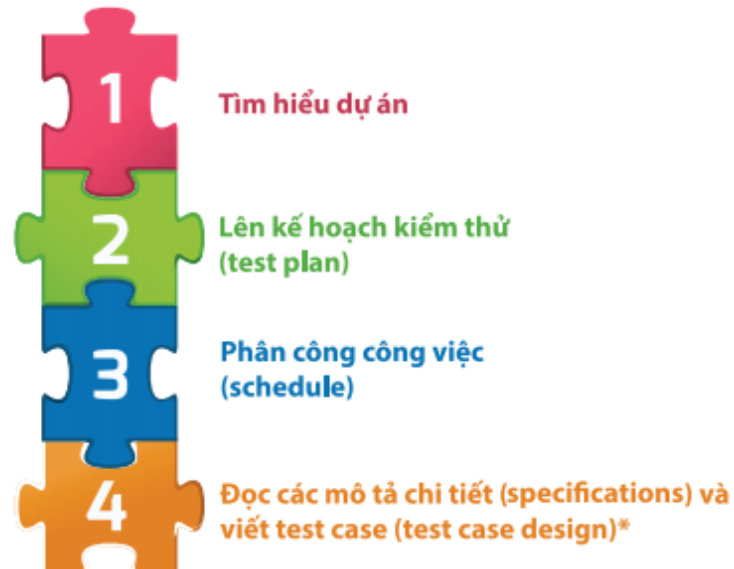 1
Tìm hiểu dự án
2
Lên kế hoạch kiểm thử
(test plan)
3
Phân công công việc
(schedule)
4
Đọc các mô tả chi tiết (specifications) và
viết test case (test case design)*